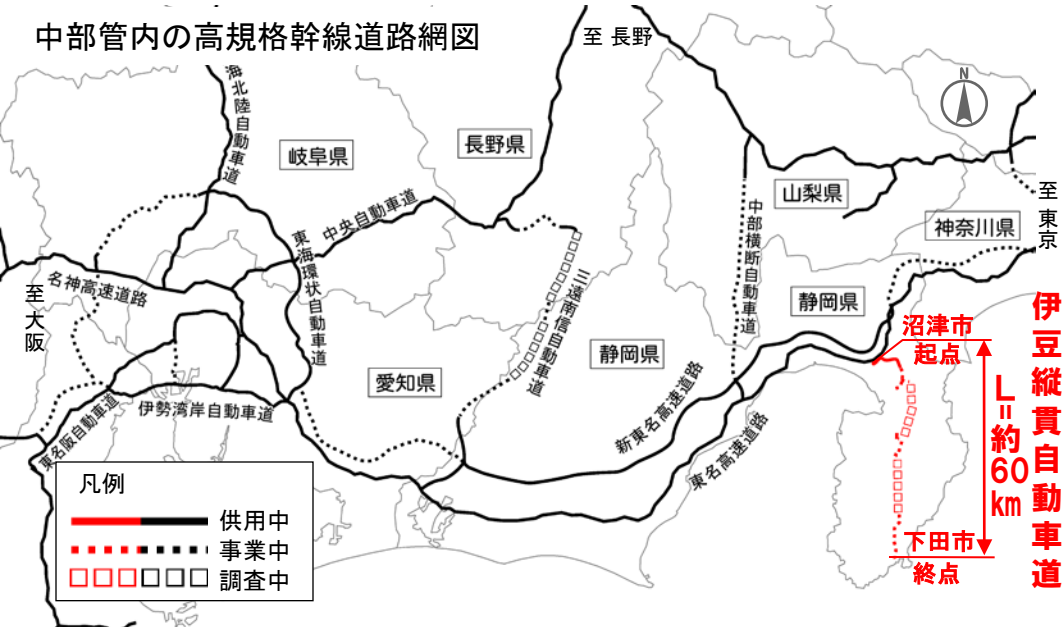 中部管内の高規格幹線道路網図
至 長野
N
海北陸自動車道
岐阜県
長野県
山梨県
至 東京
神奈川県
中央自動車道
東海環状自動車道
中部横断自動車道
三遠南信自動車道
名神高速道路
至 大阪
静岡県
静岡県
愛知県
伊勢湾岸自動車道
東名阪自動車道
新東名高速道路
東名高速道路
沼津市
起点
伊豆縦貫自動車道
L=約60km
下田市
終点
凡例
供用中
事業中
調査中